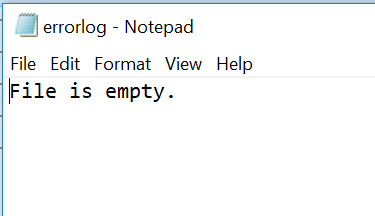 errorlog - Notepad
File Edit Format View Help
File is empty.